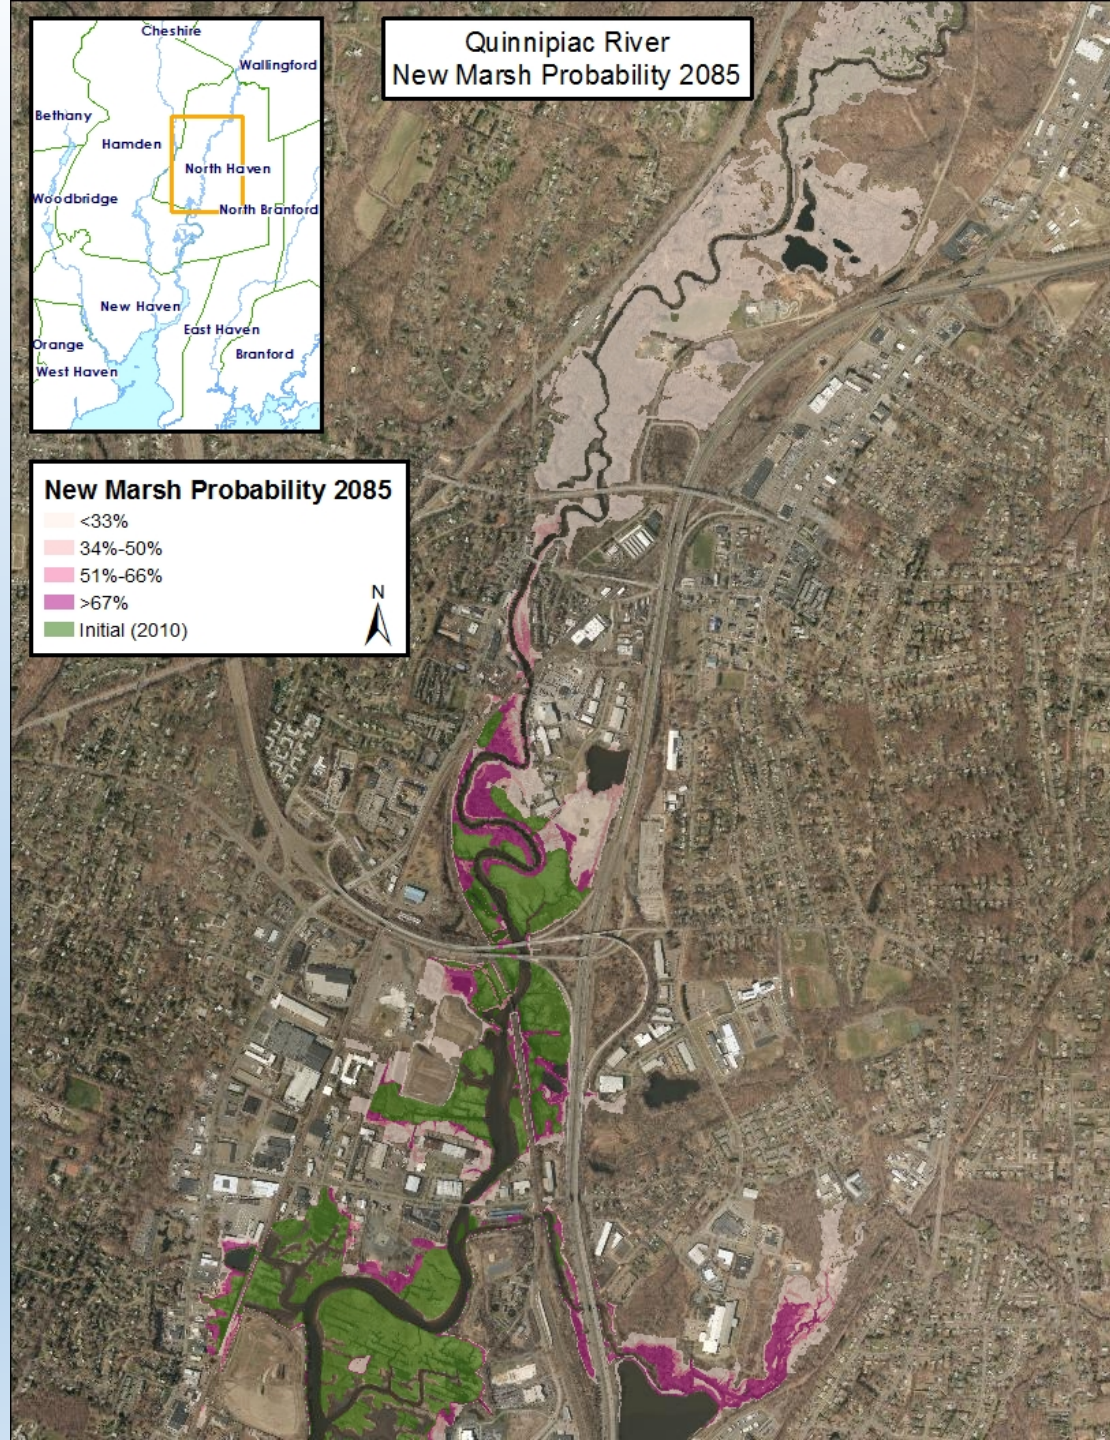 Quinnipiac River
New Marsh Probability 2085
Cheshire
Wallingford
Bethany
Hamden
North Haven
Woodbridge
North Branford
New Haven
East Haven
Orange
Branford
West Haven
New Marsh Probability 2085
<33%
34%-50%
51%-66%
>67%
Initial (2010)
N